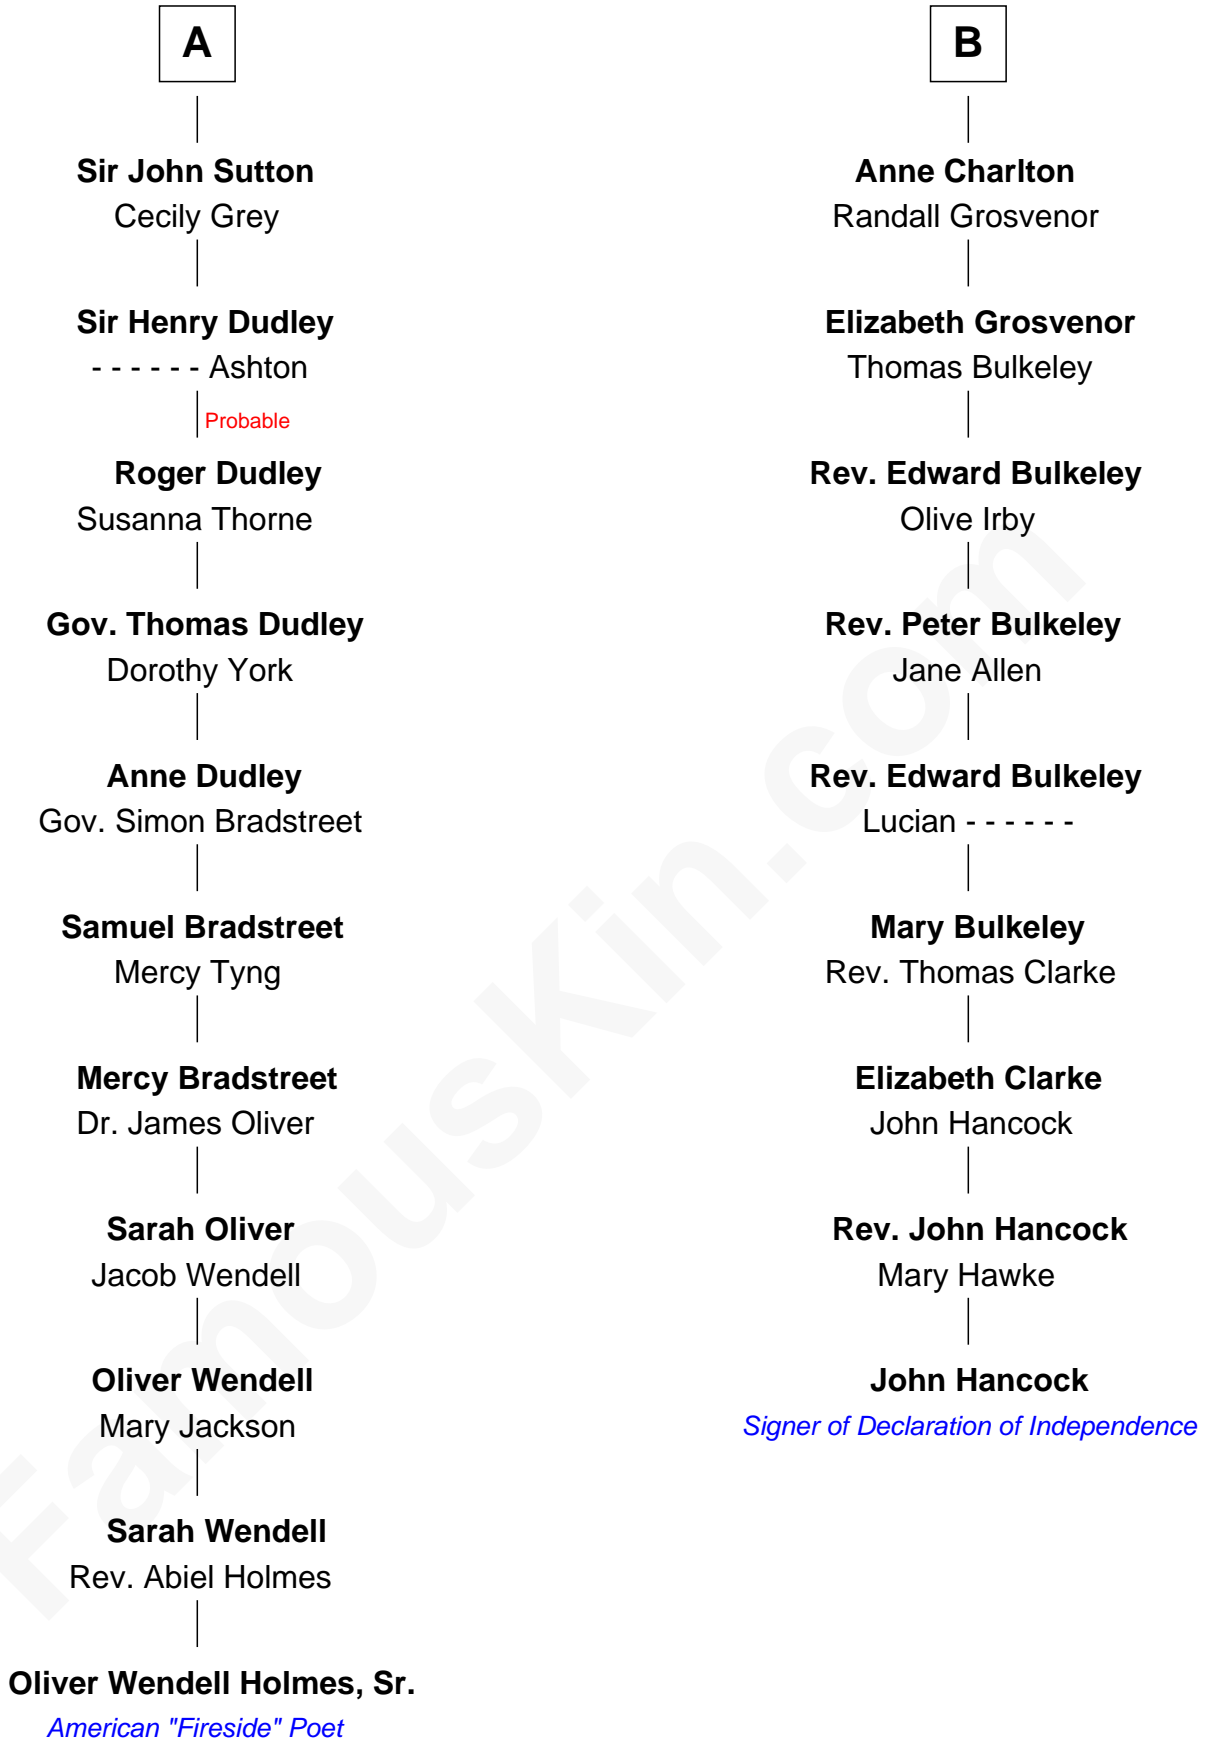 A
Sir John Sutton
Cecily Grey
Sir Henry Dudley
- - - - - - Ashton
Probable
Roger Dudley
Susanna Thorne
Gov. Thomas Dudley
Dorothy York
Anne Dudley
Gov. Simon Bradstreet
Samuel Bradstreet
Mercy Tyng
Mercy Bradstreet
Dr. James Oliver
Sarah Oliver
Jacob Wendell
Oliver Wendell
Mary Jackson
Sarah Wendell
Rev. Abiel Holmes
Oliver Wendell Holmes, Sr.
American "Fireside" Poet
B
Anne Charlton
Randall Grosvenor
Elizabeth Grosvenor
Thomas Bulkeley
Rev. Edward Bulkeley
Olive Irby
Rev. Peter Bulkeley
Jane Allen
Rev. Edward Bulkeley
Lucian - - - - - -
Mary Bulkeley
Rev. Thomas Clarke
Elizabeth Clarke
John Hancock
Rev. John Hancock
Mary Hawke
John Hancock
Signer of Declaration of Independence
FamousKin.com